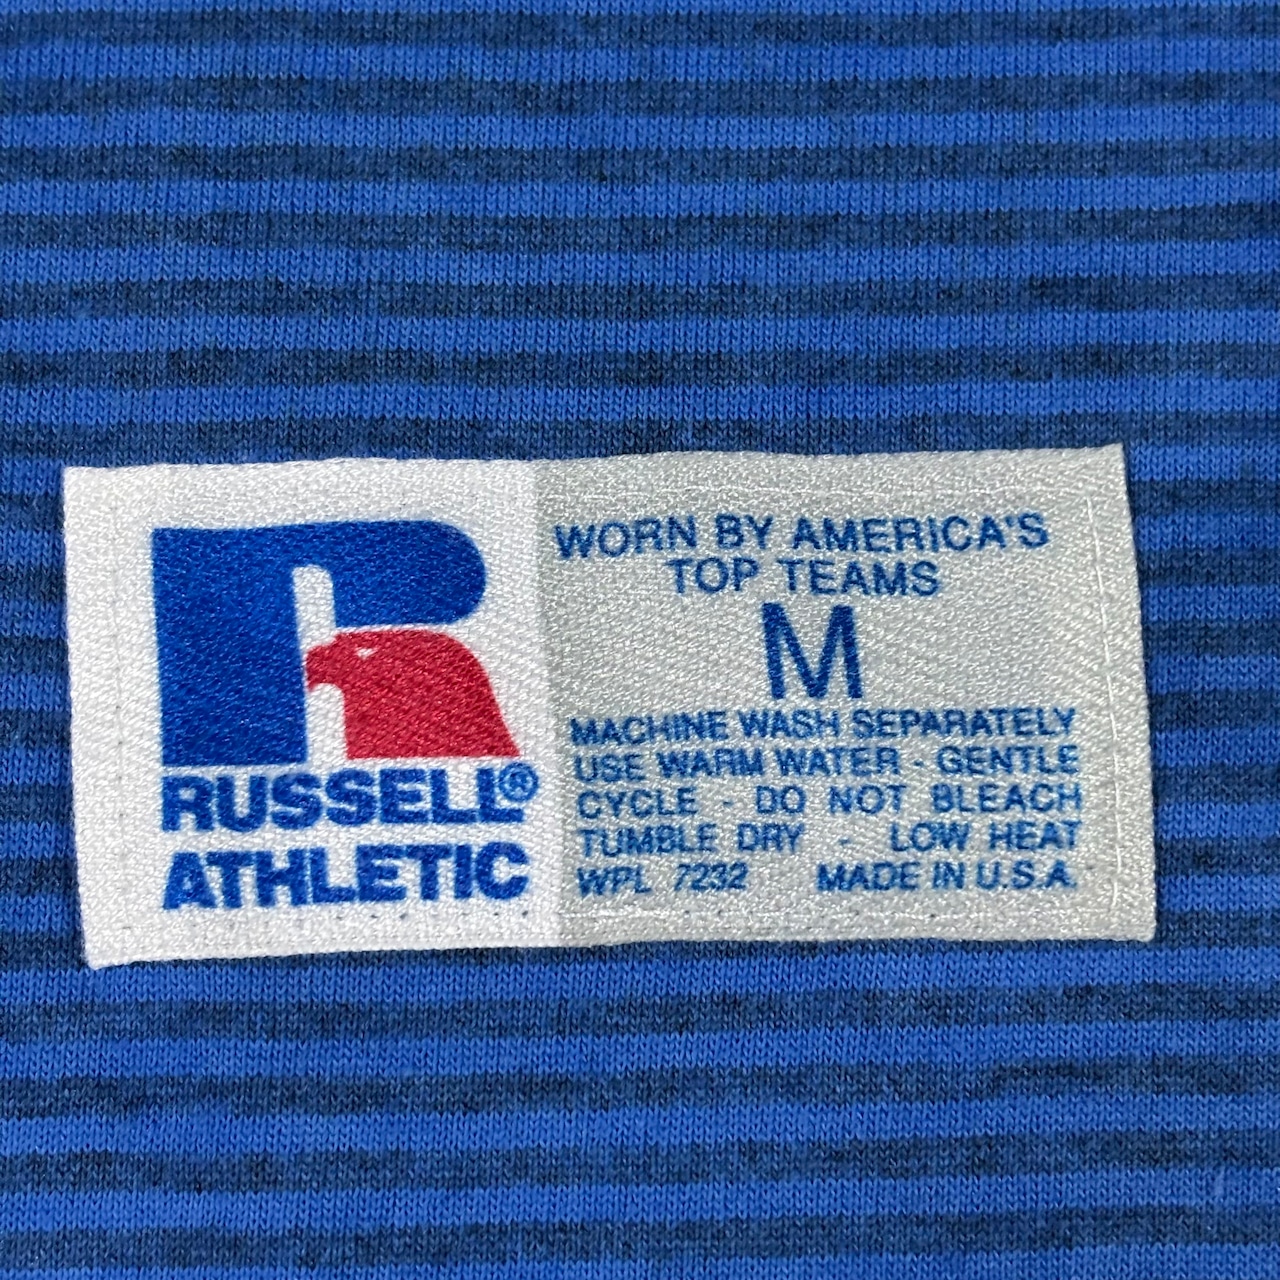 RUSSELL®
ATHLETIC
WORN BY AMERICA'S
TOP TEAMS
M
MACHINE WASH SEPARATELY
USE WARM WATER - GENTLE
CYCLE - DO NOT BLEACH
TUMBLE DRY - LOW HEAT
WPL 7232 MADE IN U.S.A.